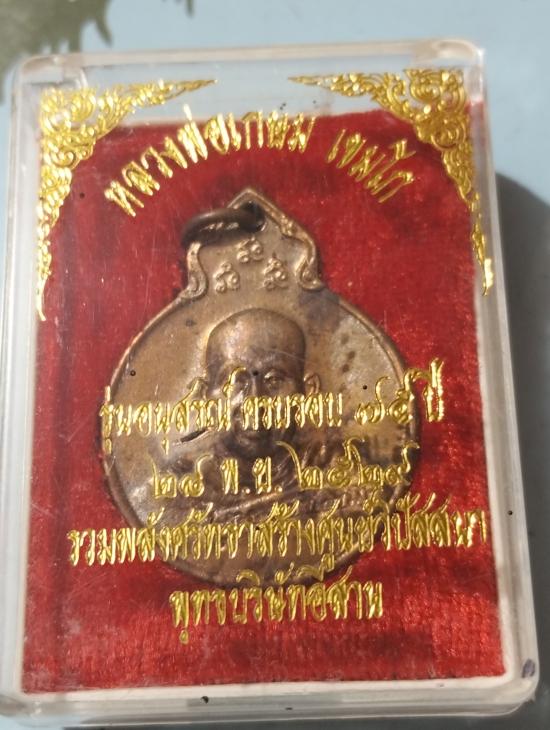 หลวงพ่อเกษม เขมโก
รุ่นอนุสรณ์ ครบรอบ ๗๕ ปี
๒๘ พ.ย. ๒๕๒๙
รวมพลังศรัทธาสร้างศูนย์วิปัสสนา
พุทธบริษัทอีสาน